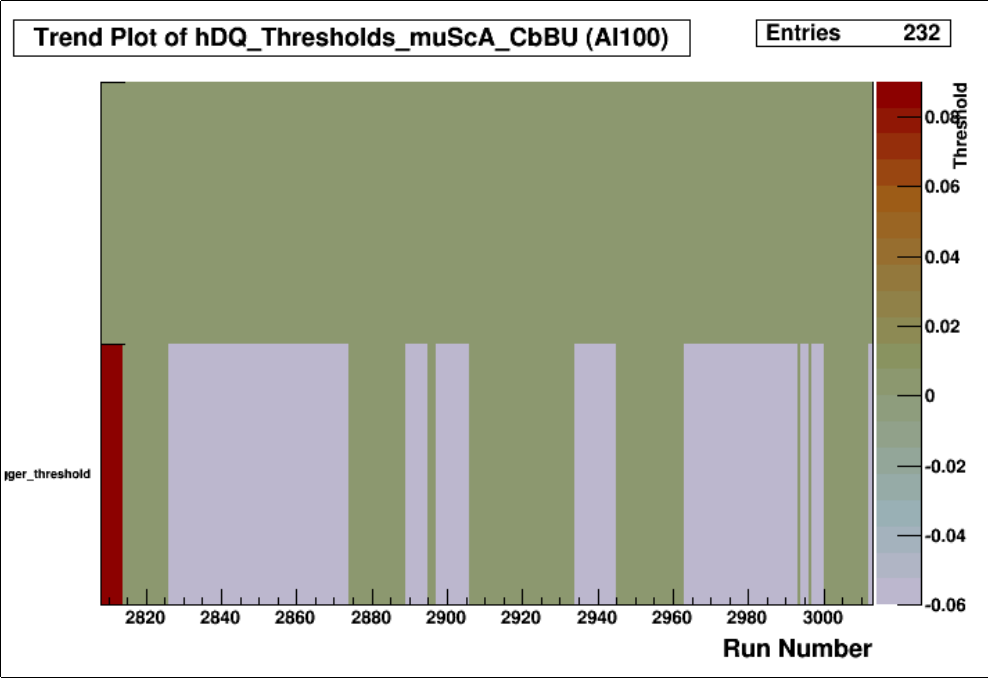 Trend Plot of hDQ_Thresholds_muScA_CbBU (Al100)
Entries 232
Threshold
0.08
0.06
0.04
0.02
0
-0.02
-0.04
-0.06
ger_threshold
2820 2840 2860 2880 2900 2920 2940 2960 2980 3000
Run Number